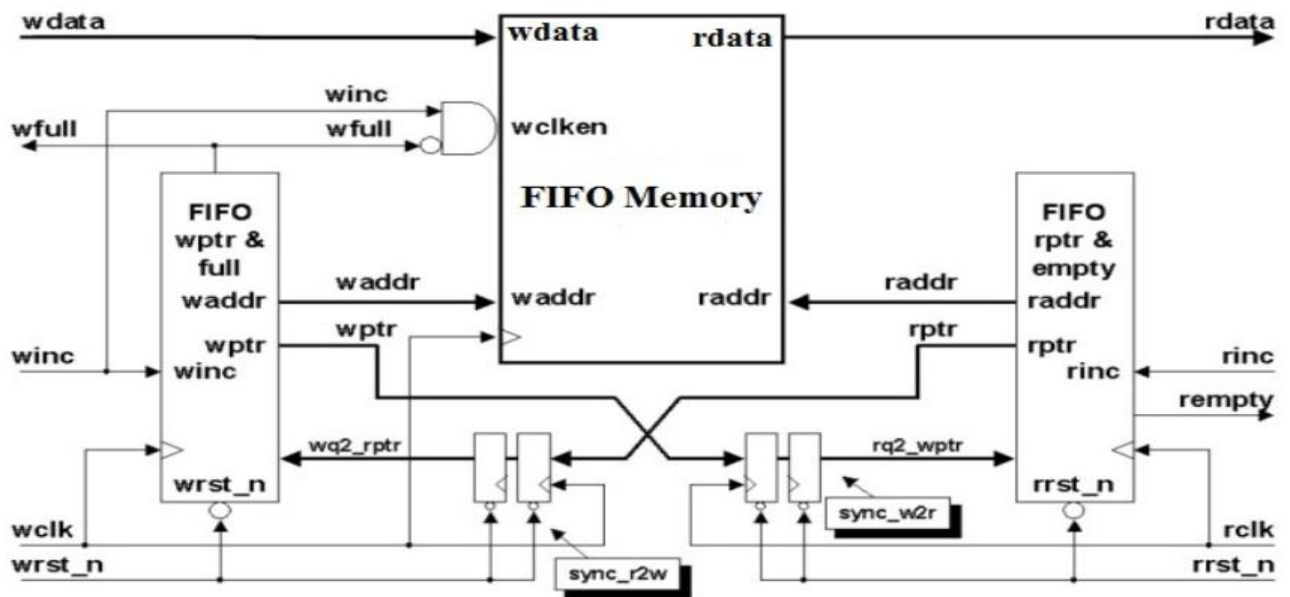 wdata
rdata
wdata
rdata
winc
wclken
wfull
wfull
FIFO Memory
FIFO
wptr &
full
FIFO
rptr &
empty
waddr
waddr
waddr
raddr
raddr
raddr
wptr
wptr
rptr
rptr
winc
winc
rinc
rinc
rempty
wq2_rptr
rq2_wptr
wrst_n
rrst_n
sync_w2r
wclk
rclk
wrst_n
sync_r2w
rrst_n